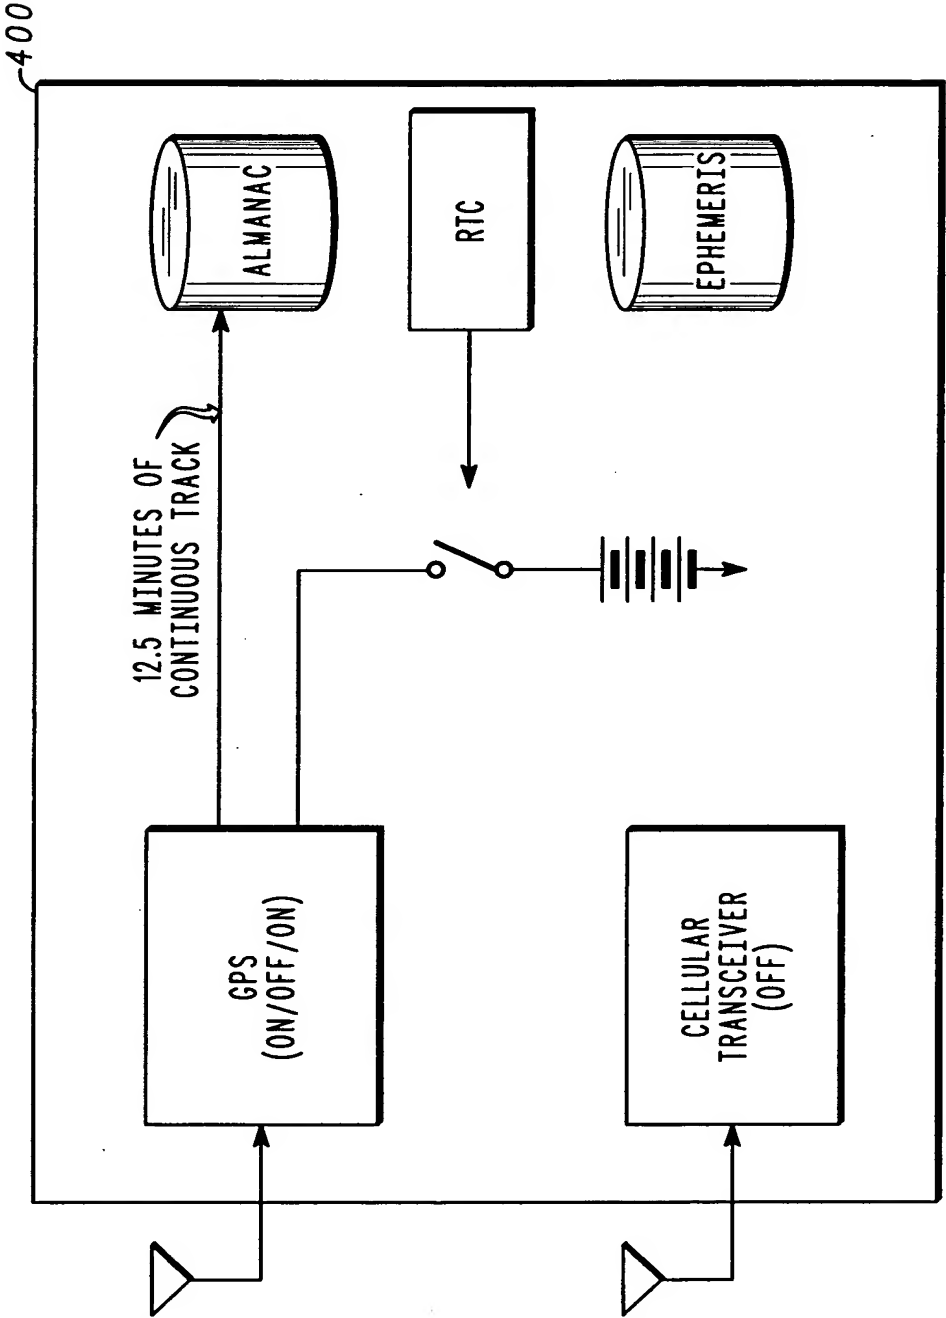 400
12.5 MINUTES OF
CONTINUOUS TRACK
GPS
(ON/OFF/ON)
ALMANAC
RTC
CELLULAR
TRANSCEIVER
(OFF)
EPHEMERIS